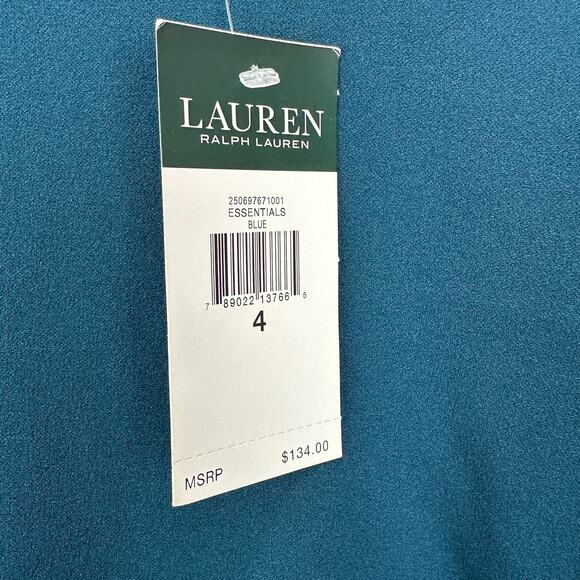 LAUREN
RALPH LAUREN
250697671001
ESSENTIALS
BLUE
7 89022 13766 6
4
MSRP $134.00